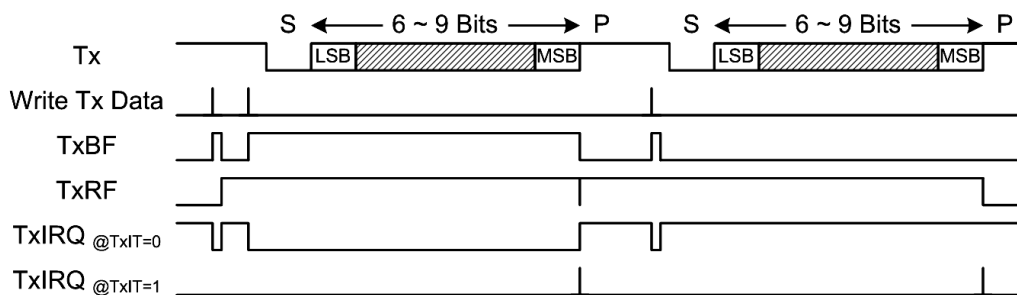 S 6 ~ 9 Bits P S 6 ~ 9 Bits P
Tx LSB MSB LSB MSB
Write Tx Data
TxBF
TxRF
TxIRQ @TxIT=0
TxIRQ @TxIT=1